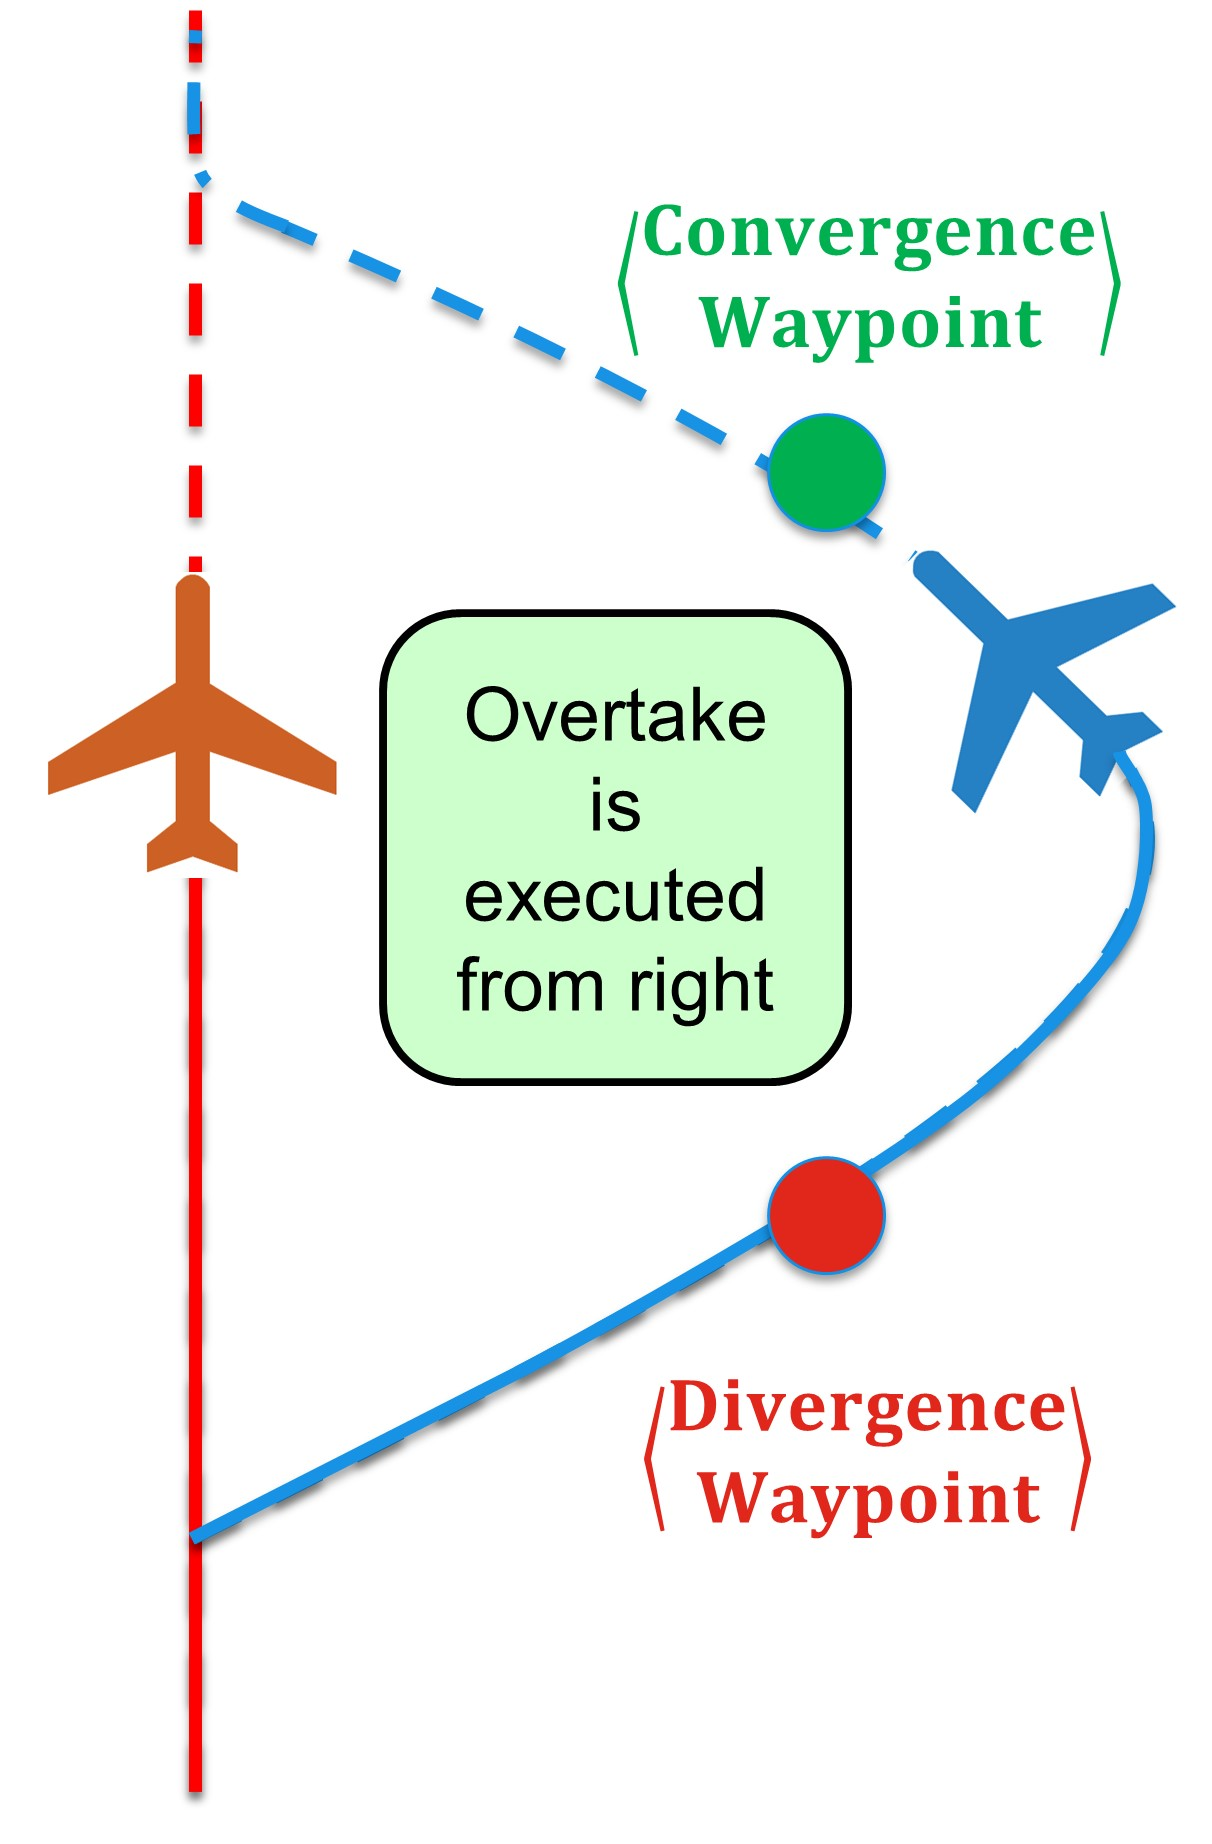 Convergence
Waypoint
Overtake
is
executed
from right
Divergence
Waypoint